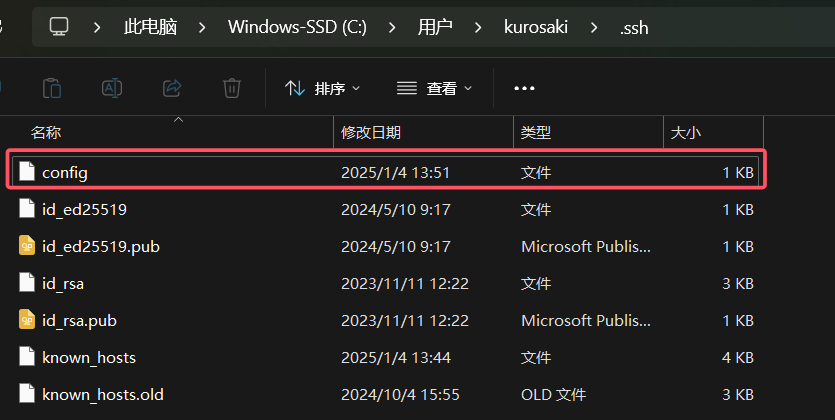 此电脑 > Windows-SSD (C:) > 用户 > kurosaki > .ssh
排序 查看
名称 修改日期 类型 大小
config 2025/1/4 13:51 文件 1 KB
id_ed25519 2024/5/10 9:17 文件 1 KB
id_ed25519.pub 2024/5/10 9:17 Microsoft Publis... 1 KB
id_rsa 2023/11/11 12:22 文件 3 KB
id_rsa.pub 2023/11/11 12:22 Microsoft Publis... 1 KB
known_hosts 2025/1/4 13:44 文件 4 KB
known_hosts.old 2024/10/4 15:55 OLD 文件 3 KB